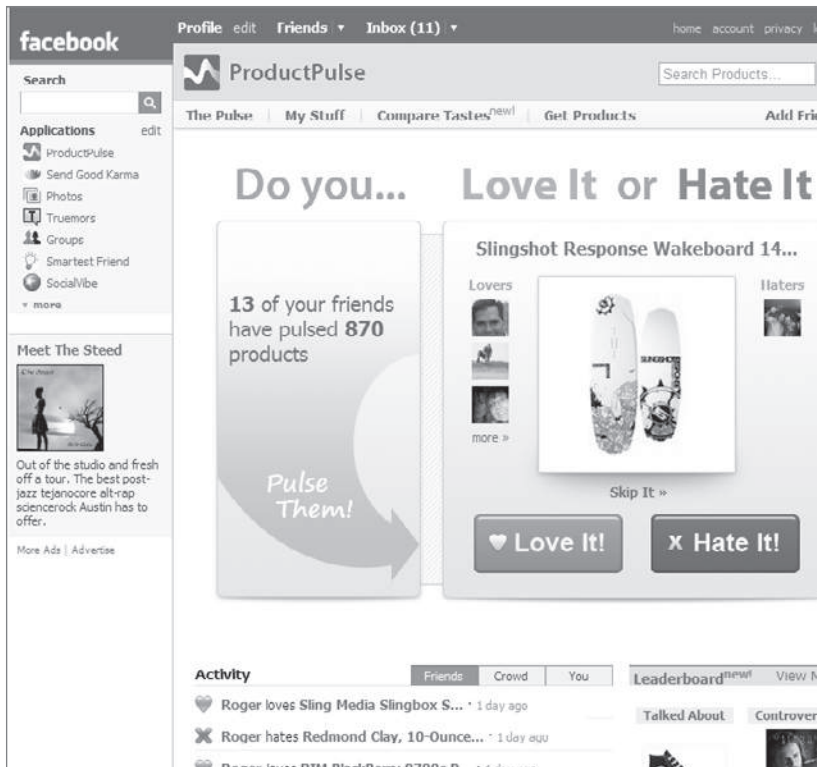 facebook
Profile edit Friends Inbox (11)
home account privacy
Search
Applications edit
ProductPulse
Send Good Karma
Photos
Truemors
Groups
Smartest Friend
SocialVibe
more
Meet The Steed
Out of the studio and fresh
off a tour. The best post-
jazz tejanocore alt-rap
sciencerock Austin has to
offer.
More Ads | Advertise
ProductPulse
Search Products...
The Pulse | My Stuff | Compare Tastes new! | Get Products
Add
Do you... Love It or Hate It
13 of your friends
have pulsed 870
products
Pulse
Them!
Slingshot Response Wakeboard 14...
Lovers
Haters
more »
SLINGSHOT
Skip It »
Love It!
x Hate It!
Activity
Friends Crowd You
Roger loves Sling Media Slingbox S... · 1 day ago
Roger hates Redmond Clay, 10-Ounce... · 1 day ago
Leaderboard new! View
Talked About